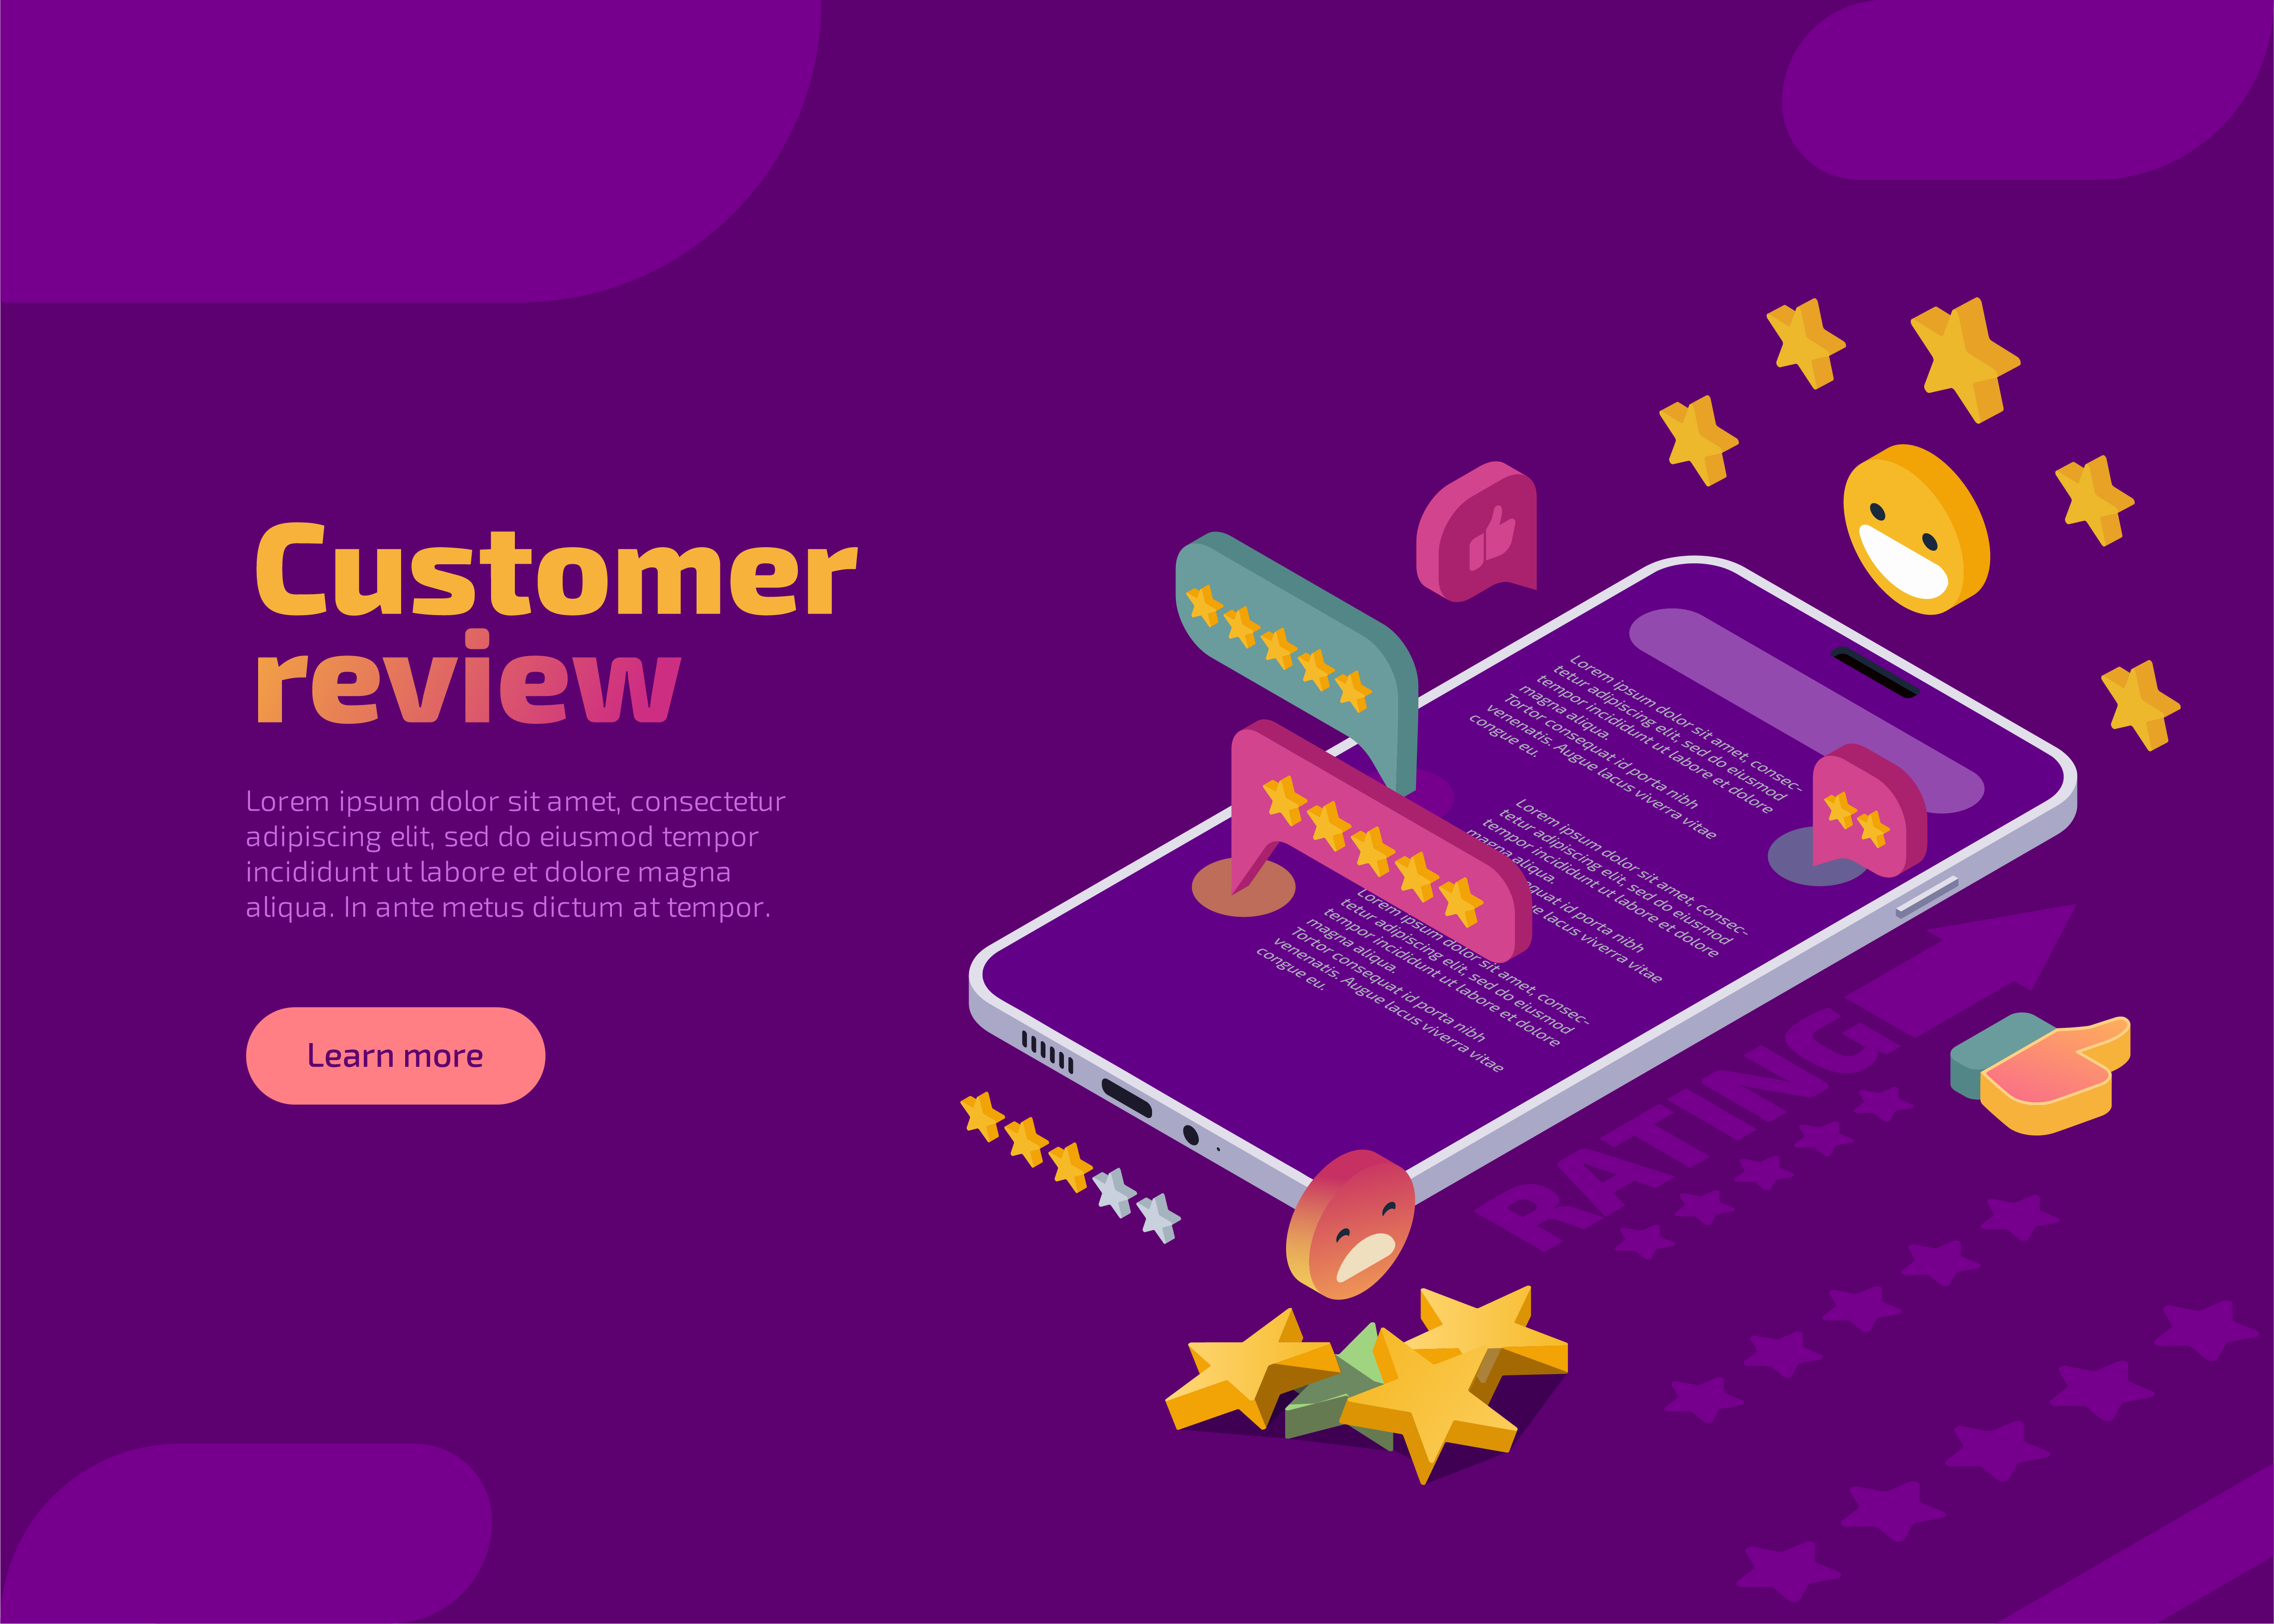 Customer
review
Lorem ipsum dolor sit amet, consectetur
adipiscing elit, sed do eiusmod tempor
incididunt ut labore et dolore magna
aliqua. In ante metus dictum at tempor.
Learn more
Lorem ipsum dolor sit amet, consec-
tetur adipiscing elit, sed do eiusmod
tempor incididunt ut labore et dolore
magna aliqua.
Tortor consequat id porta nibh
venenatis. Augue lacus viverra vitae
congue eu.
Lorem ipsum dolor sit amet, consec-
tetur adipiscing elit, sed do eiusmod
tempor incididunt ut labore et dolore
magna aliqua.
quat id porta nibh
lacus viverra vitae
Lorem ipsum dolor sit amet, consec-
tetur adipiscing elit, sed do eiusmod
tempor incididunt ut labore et dolore
magna aliqua.
Tortor consequat id porta nibh
venenatis. Augue lacus viverra vitae
congue eu.
RATING